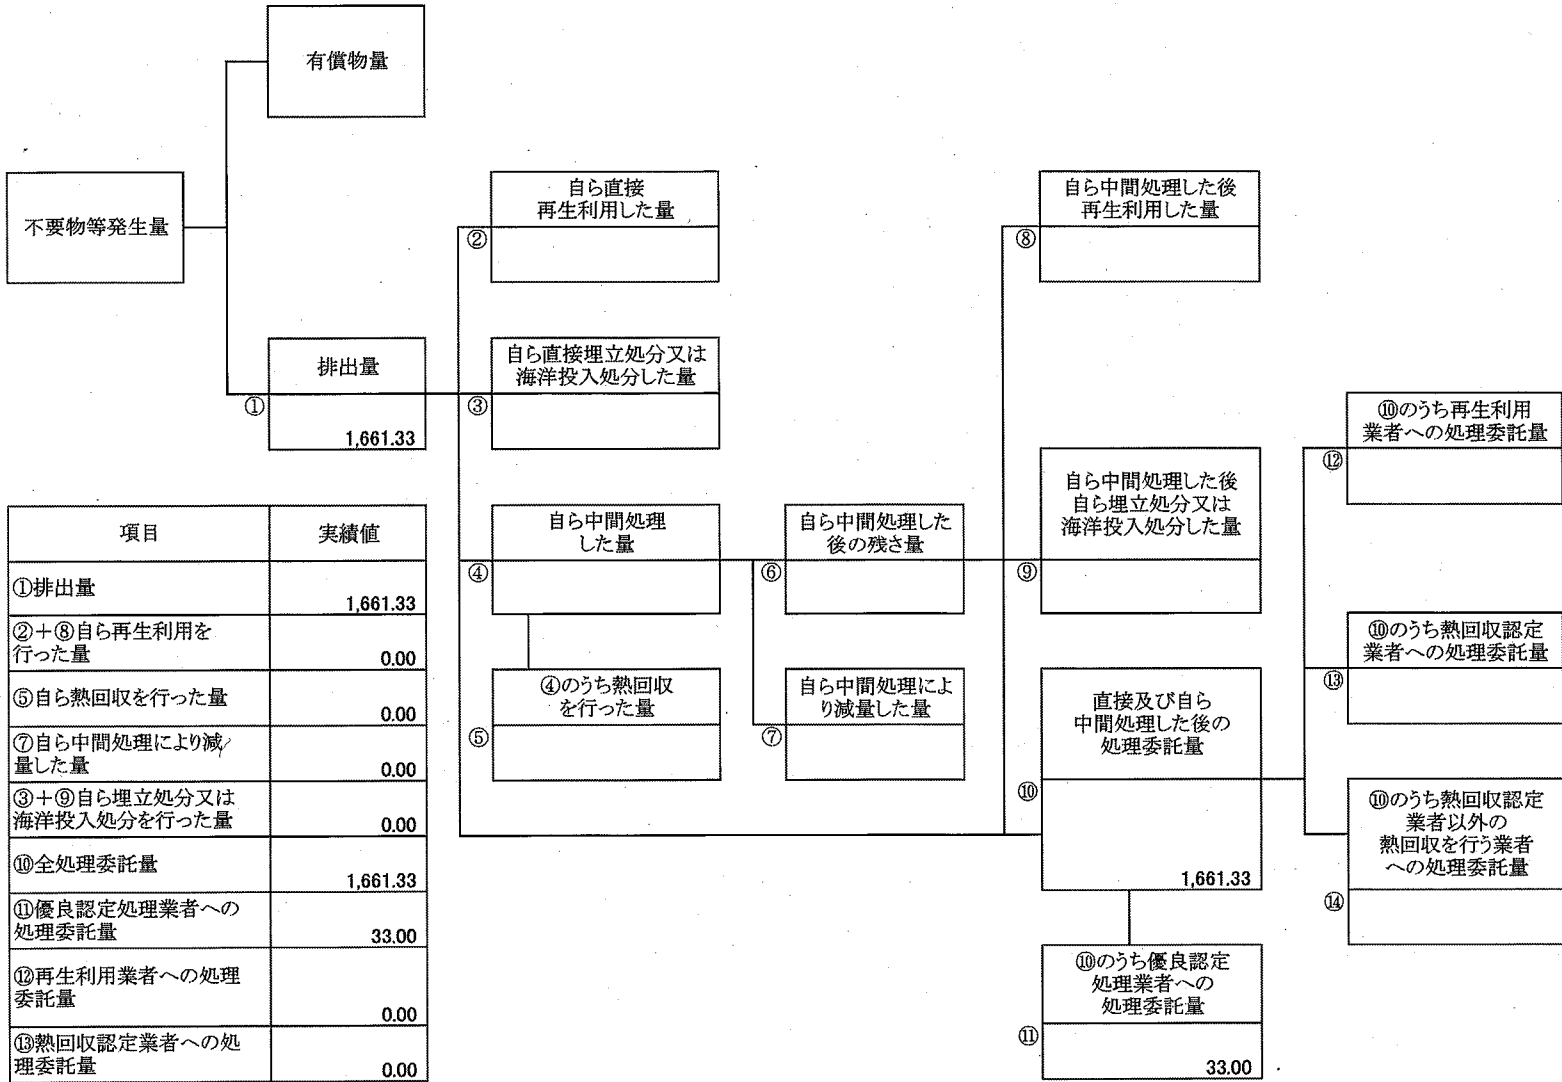 有償物量
不要物等発生量
排出量
①
1,661.33
自ら直接
再生利用した量
②
自ら直接埋立処分又は
海洋投入処分した量
③
自ら中間処理
した量
④
④のうち熱回収
を行った量
⑤
自ら中間処理した
後の残さ量
⑥
自ら中間処理によ
り減量した量
⑦
自ら中間処理した後
再生利用した量
⑧
自ら中間処理した後
自ら埋立処分又は
海洋投入処分した量
⑨
直接及び自ら
中間処理した後の
処理委託量
⑩
1,661.33
⑩のうち優良認定
処理業者への
処理委託量
⑪
33.00
⑩のうち再生利用
業者への処理委託量
⑫
⑩のうち熱回収認定
業者への処理委託量
⑬
⑩のうち熱回収認定
業者以外の
熱回収を行う業者
への処理委託量
⑭
項目 実績値
①排出量 1,661.33
②+⑧自ら再生利用を
行った量 0.00
⑤自ら熱回収を行った量 0.00
⑦自ら中間処理により減
量した量 0.00
③+⑨自ら埋立処分又は
海洋投入処分を行った量 0.00
⑩全処理委託量 1,661.33
⑪優良認定処理業者への
処理委託量 33.00
⑫再生利用業者への処理
委託量 0.00
⑬熱回収認定業者への処
理委託量 0.00